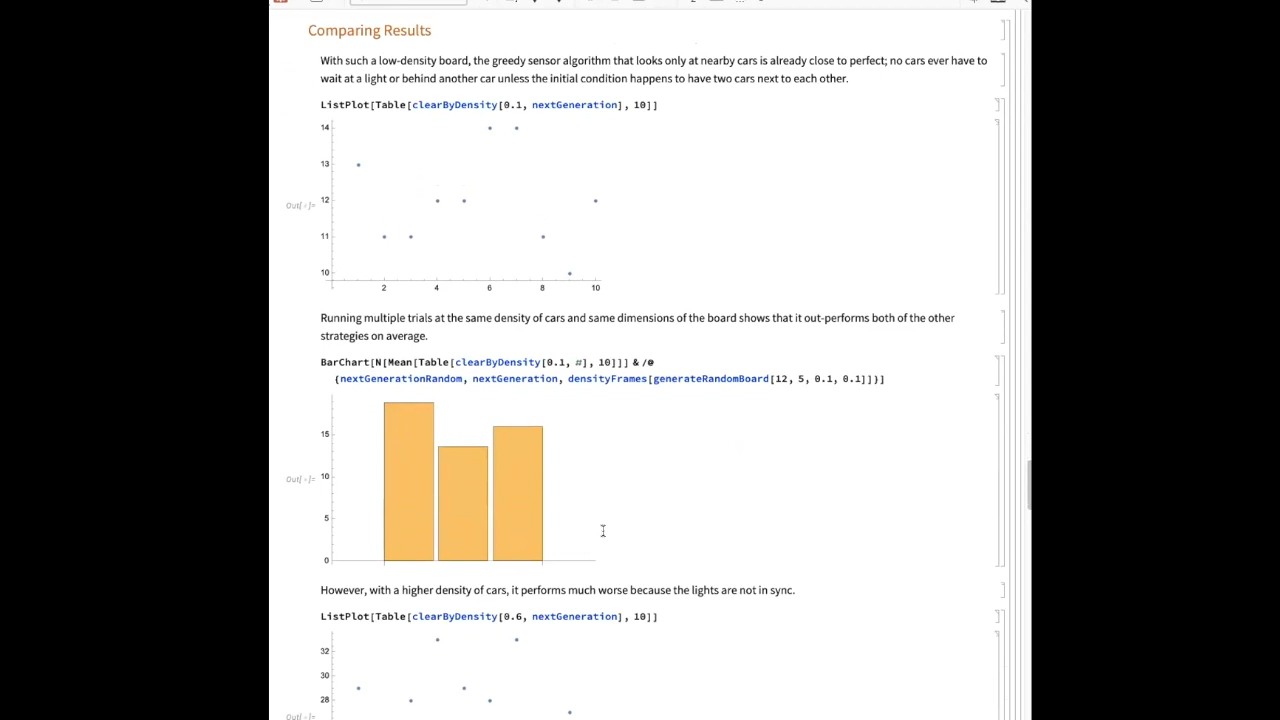 Comparing Results
With such a low-density board, the greedy sensor algorithm that looks only at nearby cars is already close to perfect; no cars ever have to
wait at a light or behind another car unless the initial condition happens to have two cars next to each other.
ListPlot[Table[clearByDensity[0.1, nextGeneration], 10]]
14
13
12
Out[•]=
11
10
2 4 6 8 10
Running multiple trials at the same density of cars and same dimensions of the board shows that it out-performs both of the other
strategies on average.
BarChart[N[Mean[Table[clearByDensity[0.1, #], 10]]] & /@
{nextGenerationRandom, nextGeneration, densityFrames[generateRandomBoard[12, 5, 0.1, 0.1]]}]
15
Out[•]= 10
5
0
However, with a higher density of cars, it performs much worse because the lights are not in sync.
ListPlot[Table[clearByDensity[0.6, nextGeneration], 10]]
32
30
28
Out[•]=